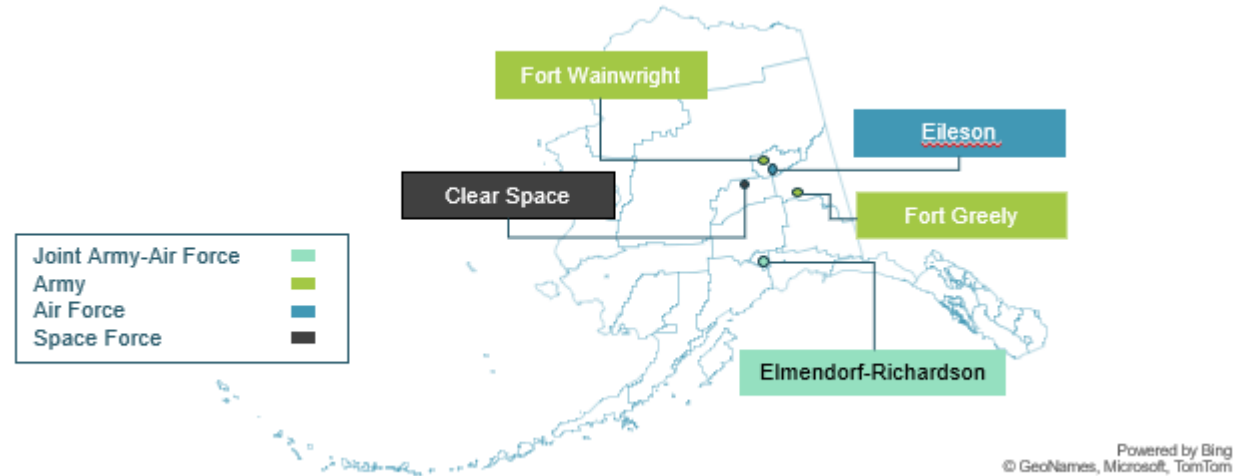 Fort Wainwright
Eileson
Clear Space
Fort Greely
Joint Army-Air Force
Army
Air Force
Space Force
Elmendorf-Richardson
Powered by Bing
© GeoNames, Microsoft, TomTom